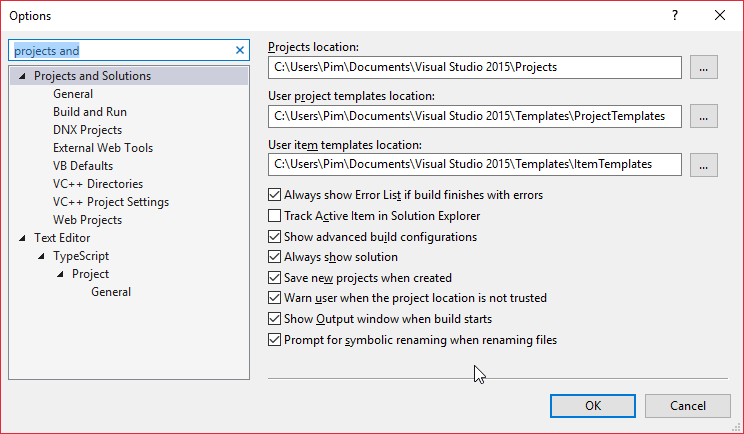 Options
projects and
Projects and Solutions
General
Build and Run
DNX Projects
External Web Tools
VB Defaults
VC++ Directories
VC++ Project Settings
Web Projects
Text Editor
TypeScript
Project
General
Projects location:
C:\Users\Pim\Documents\Visual Studio 2015\Projects
...
User project templates location:
C:\Users\Pim\Documents\Visual Studio 2015\Templates\ProjectTemplates
...
User item templates location:
C:\Users\Pim\Documents\Visual Studio 2015\Templates\ItemTemplates
...
Always show Error List if build finishes with errors
Track Active Item in Solution Explorer
Show advanced build configurations
Always show solution
Save new projects when created
Warn user when the project location is not trusted
Show Output window when build starts
Prompt for symbolic renaming when renaming files
OK
Cancel